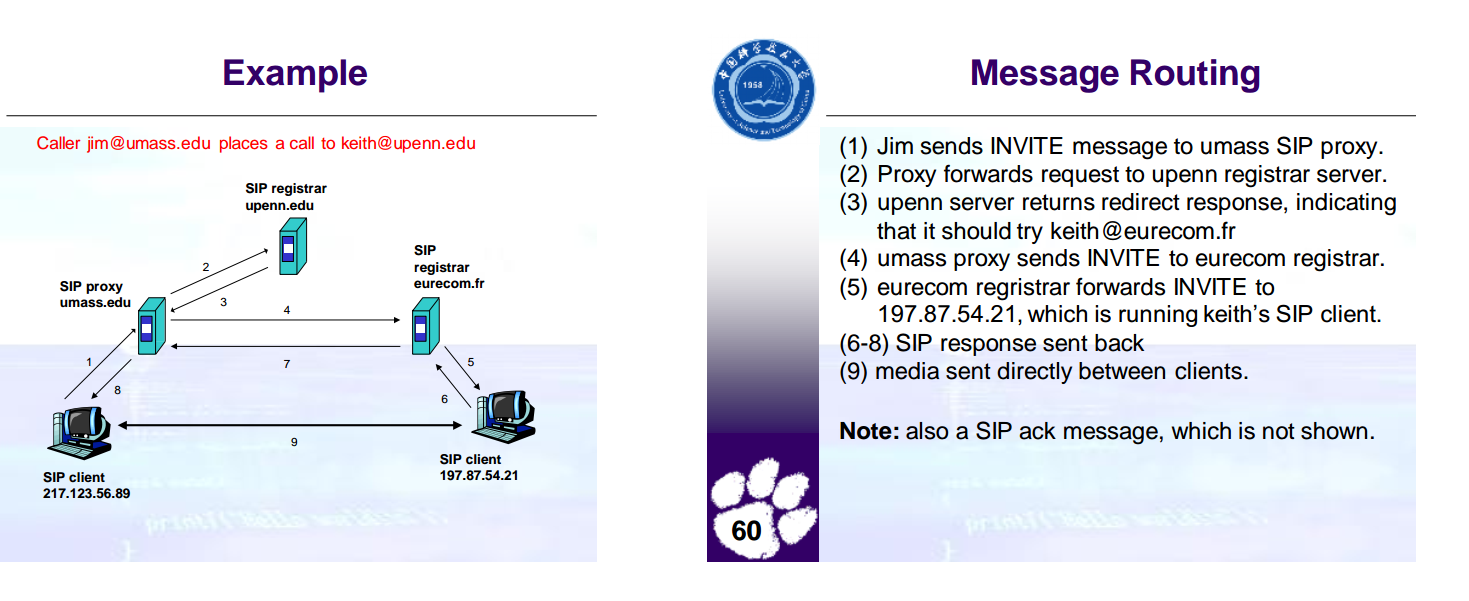 Example
Caller jim@umass.edu places a call to keith@upenn.edu
SIP registrar
upenn.edu
SIP
registrar
eurecom.fr
SIP proxy
umass.edu
2
3
4
7
1
8
5
6
9
SIP client
217.123.56.89
SIP client
197.87.54.21
1958
Message Routing
(1) Jim sends INVITE message to umass SIP proxy.
(2) Proxy forwards request to upenn registrar server.
(3) upenn server returns redirect response, indicating
that it should try keith@eurecom.fr
(4) umass proxy sends INVITE to eurecom registrar.
(5) eurecom regristrar forwards INVITE to
197.87.54.21, which is running keith's SIP client.
(6-8) SIP response sent back
(9) media sent directly between clients.
Note: also a SIP ack message, which is not shown.
60